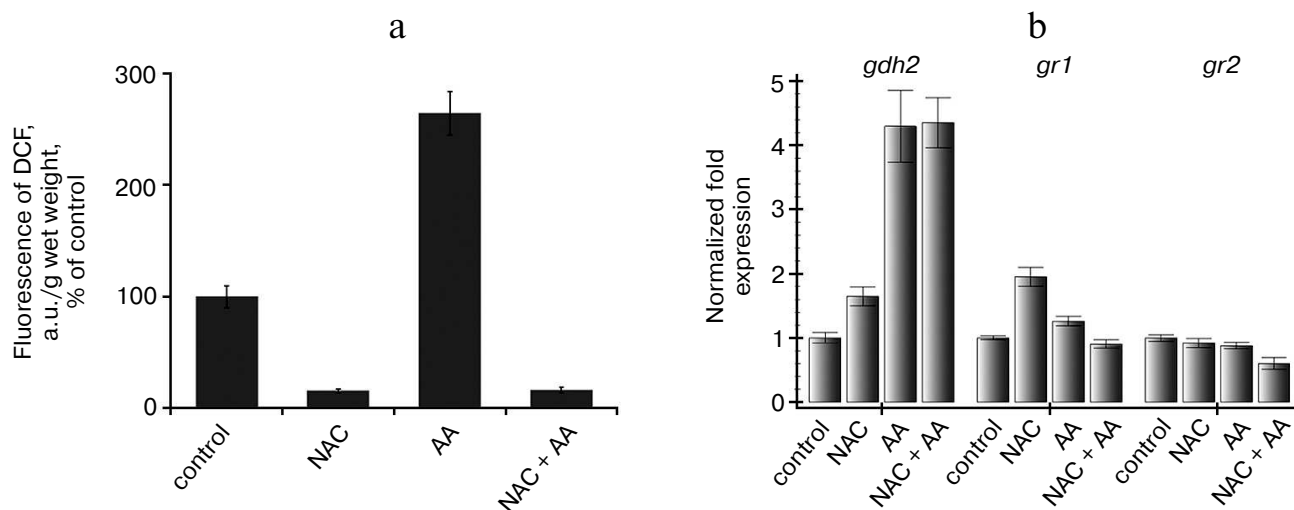 a
300
200
100
0
Fluorescence of DCF,
a.u./g wet weight,
% of control
control
NAC
AA
NAC + AA
b
gdh2
gr1
gr2
5
4
3
2
1
0
Normalized fold
expression
control
NAC
AA
NAC + AA
control
NAC
AA
NAC + AA
control
NAC
AA
NAC + AA